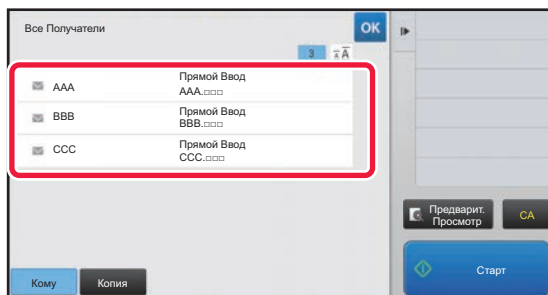 Все Получатели
OK
3
AAA
Прямой Ввод
AAA.□□□
BBB
Прямой Ввод
BBB.□□□
CCC
Прямой Ввод
CCC.□□□
Предварит.
Просмотр
CA
Старт
Кому
Копия